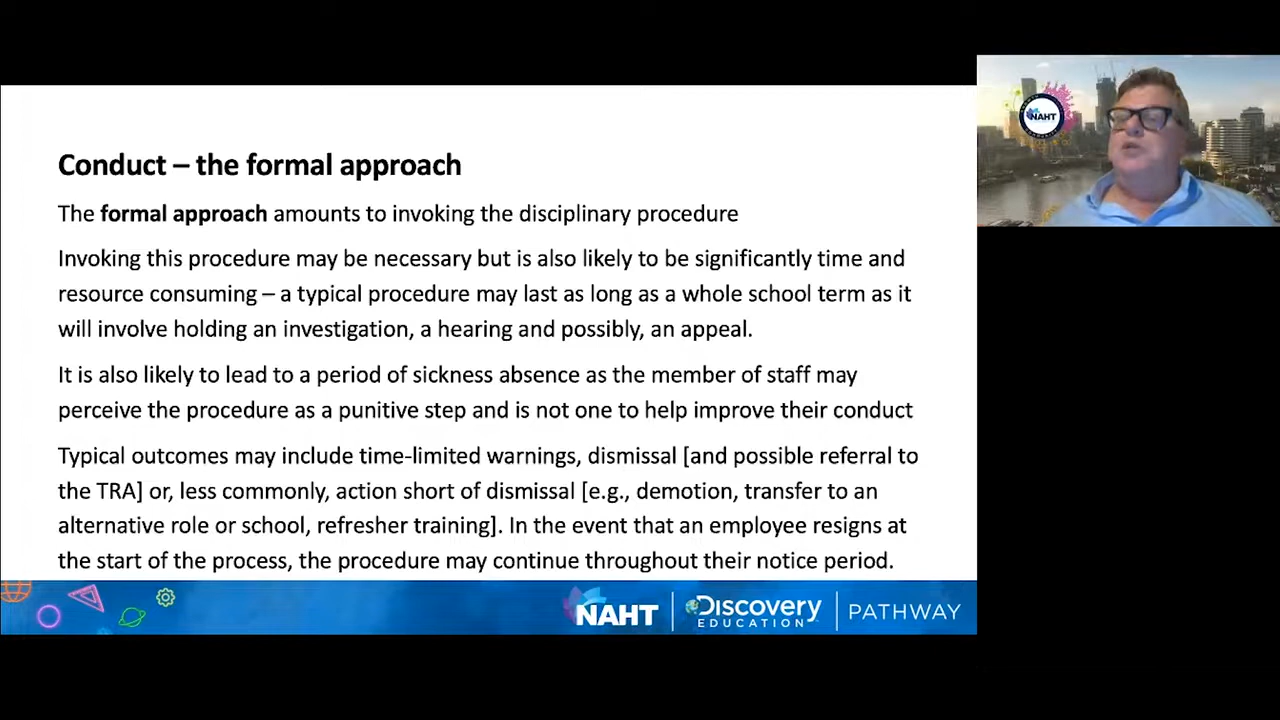 Conduct – the formal approach
The formal approach amounts to invoking the disciplinary procedure
Invoking this procedure may be necessary but is also likely to be significantly time and
resource consuming – a typical procedure may last as long as a whole school term as it
will involve holding an investigation, a hearing and possibly, an appeal.
It is also likely to lead to a period of sickness absence as the member of staff may
perceive the procedure as a punitive step and is not one to help improve their conduct
Typical outcomes may include time-limited warnings, dismissal [and possible referral to
the TRA] or, less commonly, action short of dismissal [e.g., demotion, transfer to an
alternative role or school, refresher training]. In the event that an employee resigns at
the start of the process, the procedure may continue throughout their notice period.
NAHT
Discovery
EDUCATION
PATHWAY
NAHT